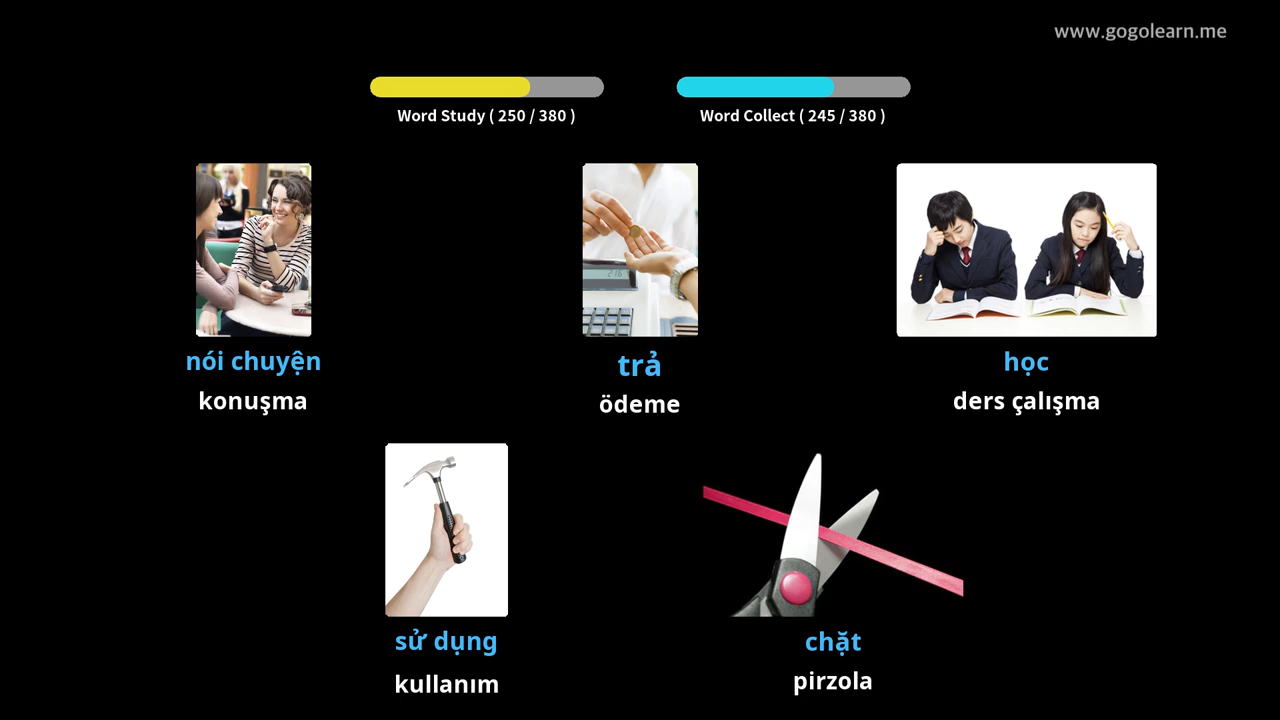 www.gogolearn.me
Word Study ( 250 / 380 )
Word Collect ( 245 / 380 )
nói chuyện
konuşma
trả
ödeme
học
ders çalışma
sử dụng
kullanım
chặt
pirzola